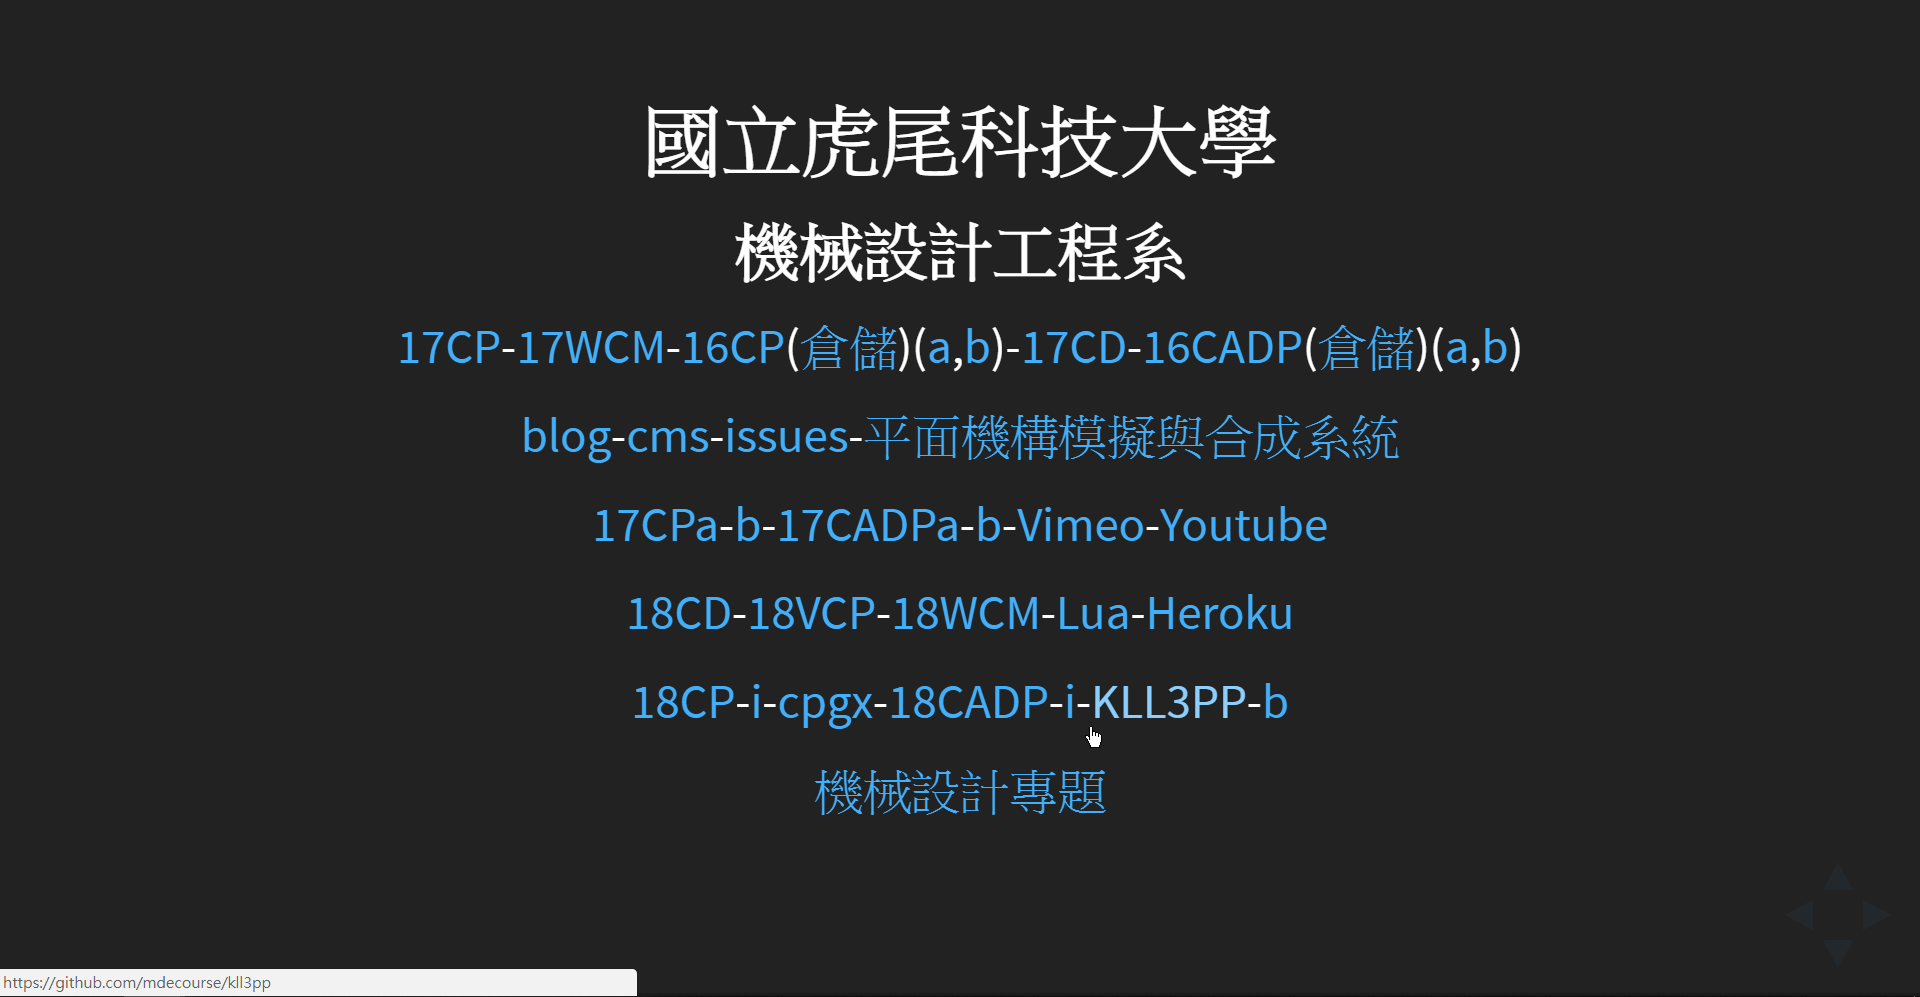 國立虎尾科技大學
機械設計工程系
17CP-17WCM-16CP(倉儲)(a,b)-17CD-16CADP(倉儲)(a,b)
blog-cms-issues-平面機構模擬與合成系統
17CPa-b-17CADPa-b-Vimeo-Youtube
18CD-18VCP-18WCM-Lua-Heroku
18CP-i-cpgx-18CADP-i-KLL3PP-b
機械設計專題
https://github.com/mdecourse/kll3pp